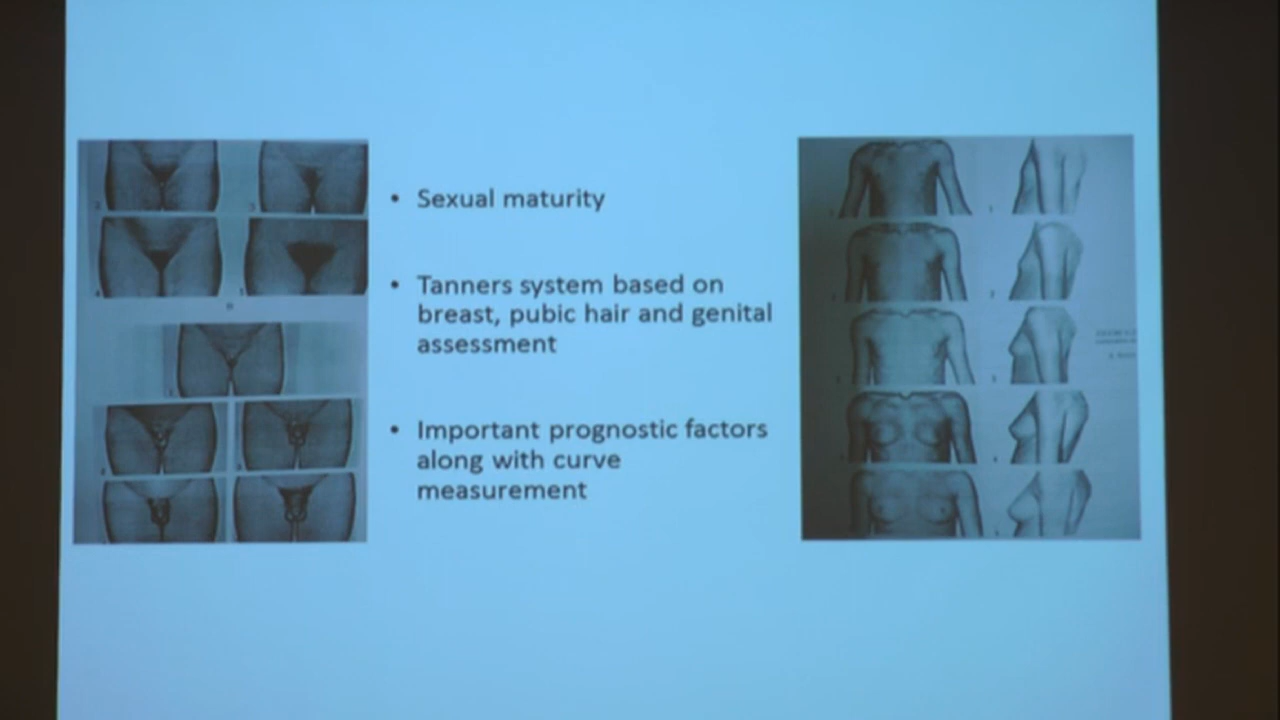 • Sexual maturity
• Tanners system based on
breast, pubic hair and genital
assessment
• Important prognostic factors
along with curve
measurement